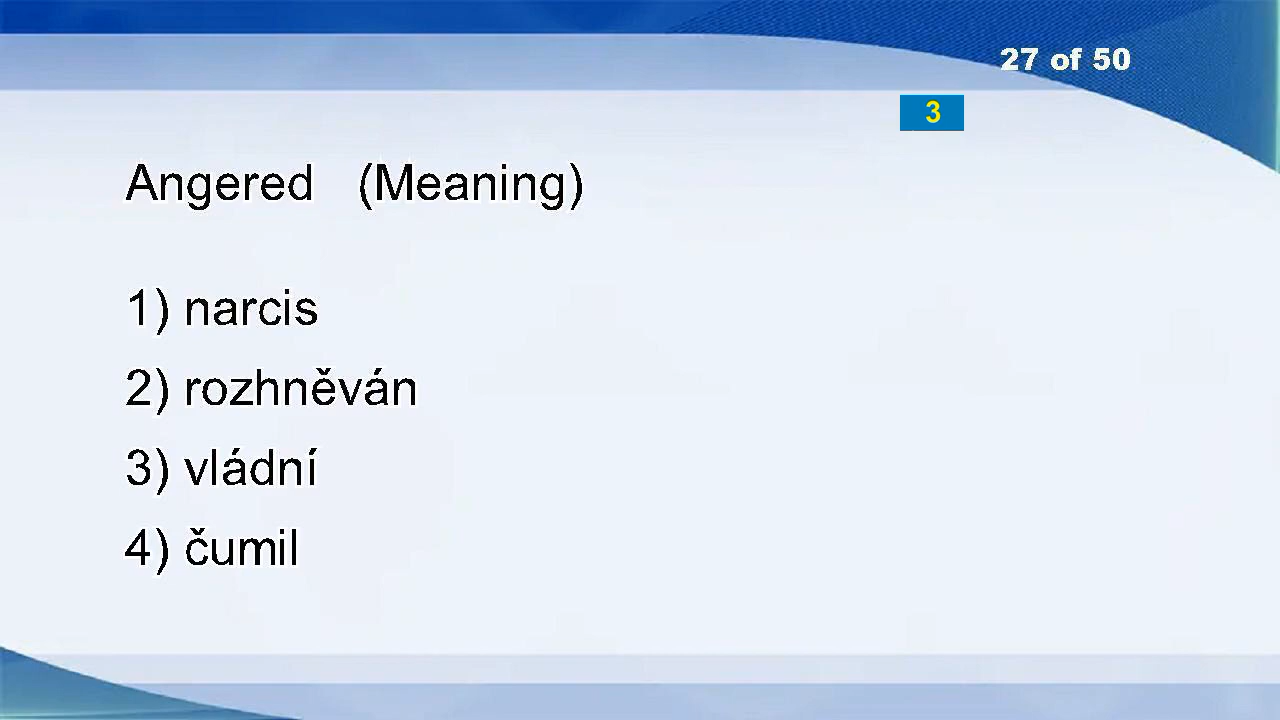 27 of 50
3
Angered (Meaning)
1) narcis
2) rozhněván
3) vládní
4) čumil